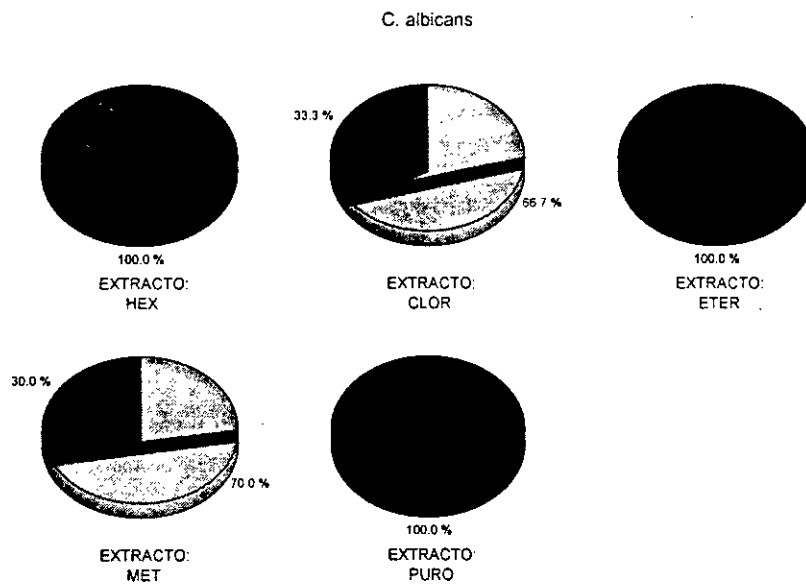 C. albicans
33.3 %
66.7 %
100.0 %
100.0 %
EXTRACTO:
HEX
EXTRACTO:
CLOR
EXTRACTO:
ETER
30.0 %
70.0 %
100.0 %
EXTRACTO:
MET
EXTRACTO:
PURO